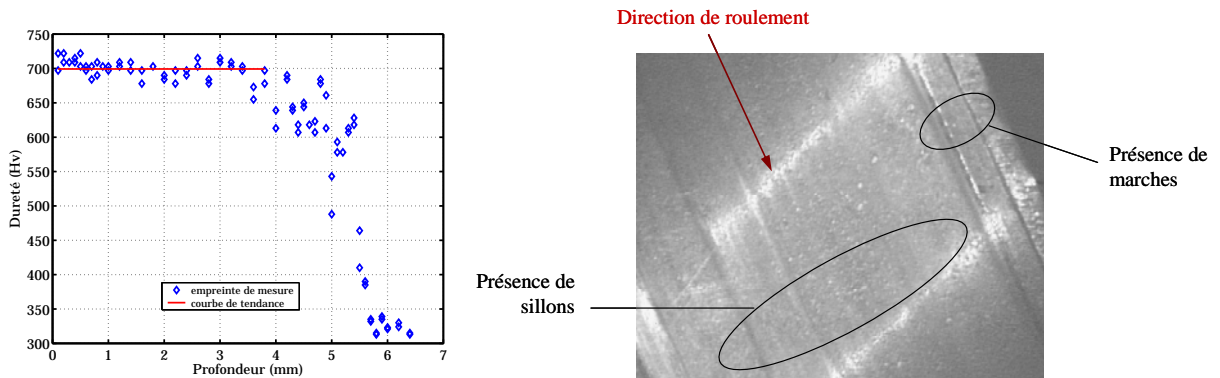 Dureté (Hv)
750
700
650
600
550
500
450
400
350
300
0 1 2 3 4 5 6 7
Profondeur (mm)
empreinte de mesure
courbe de tendance
Direction de roulement
Présence de
marches
Présence de
sillons